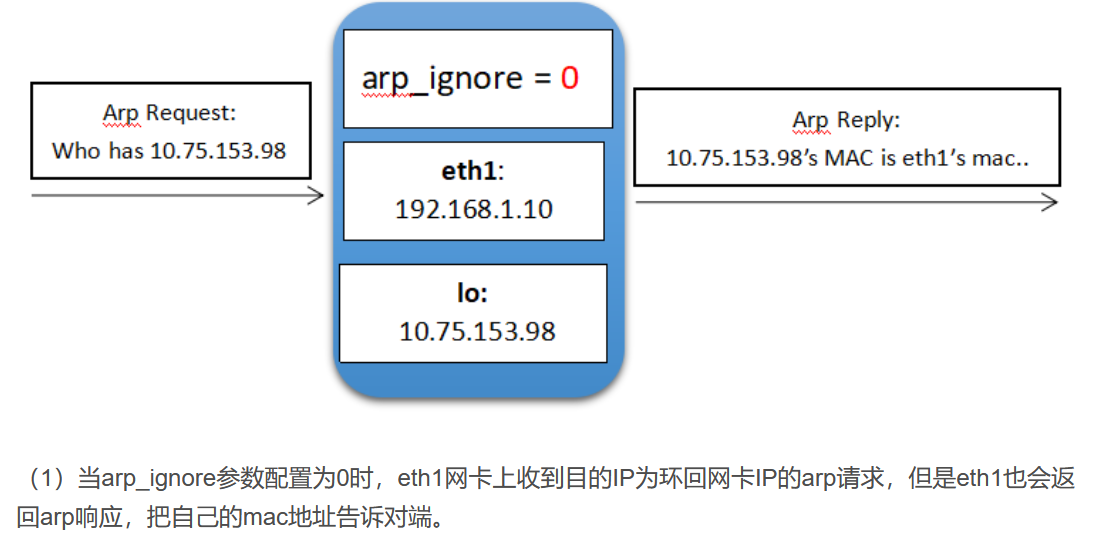 arp_ignore = 0
Arp Request:
Who has 10.75.153.98
Arp Reply:
10.75.153.98’s MAC is eth1’s mac..
eth1:
192.168.1.10
lo:
10.75.153.98
（1）当arp_ignore参数配置为0时，eth1网卡上收到目的IP为环回网卡IP的arp请求，但是eth1也会返
回arp响应，把自己的mac地址告诉对端。